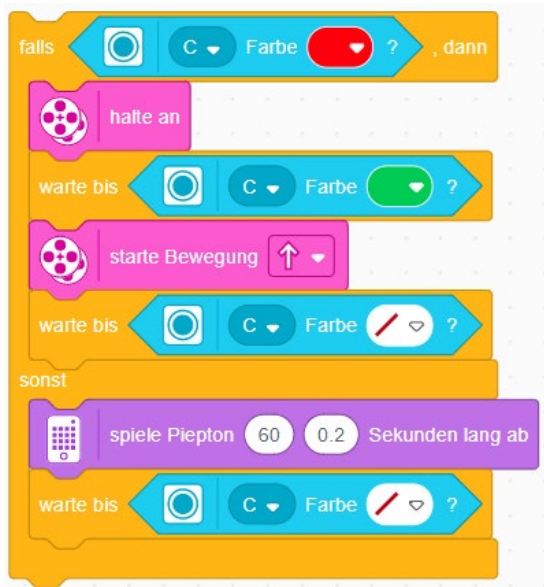 falls C Farbe ? , dann
halte an
warte bis C Farbe ?
starte Bewegung
warte bis C Farbe ?
sonst
spiele Piepton 60 0.2 Sekunden lang ab
warte bis C Farbe ?